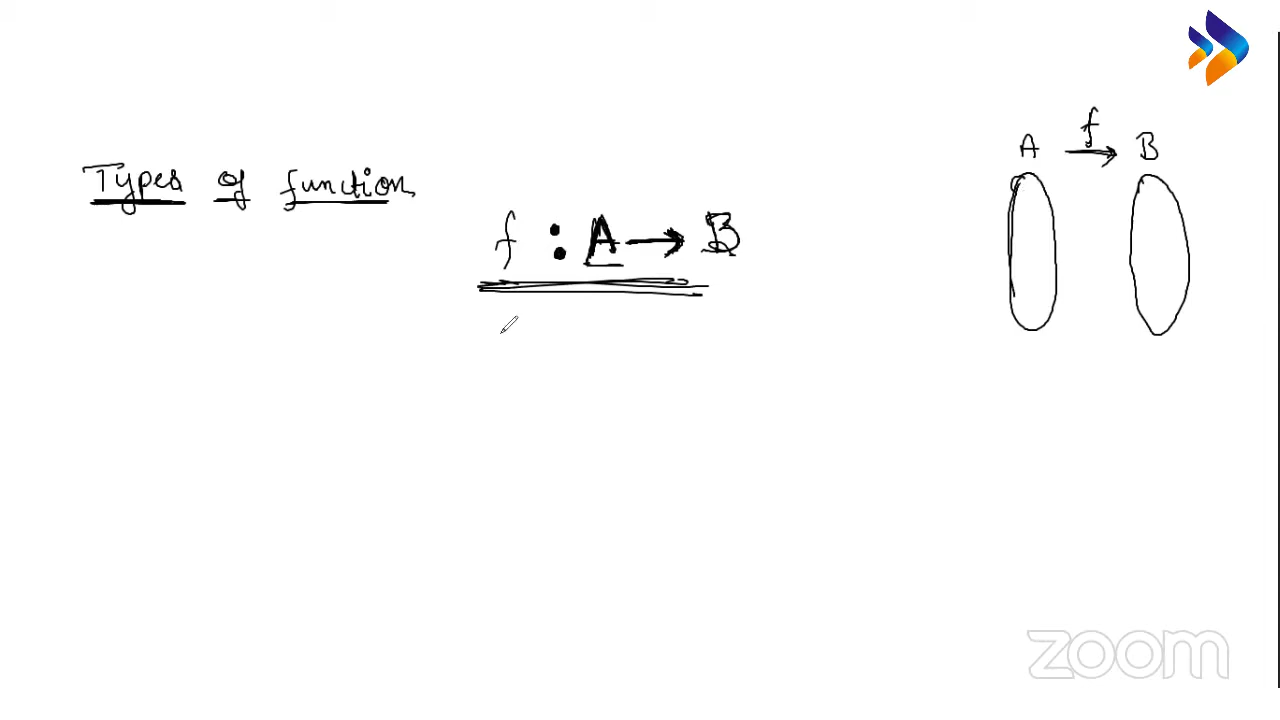 Types of function
f : A → B
A f→ B
zoom